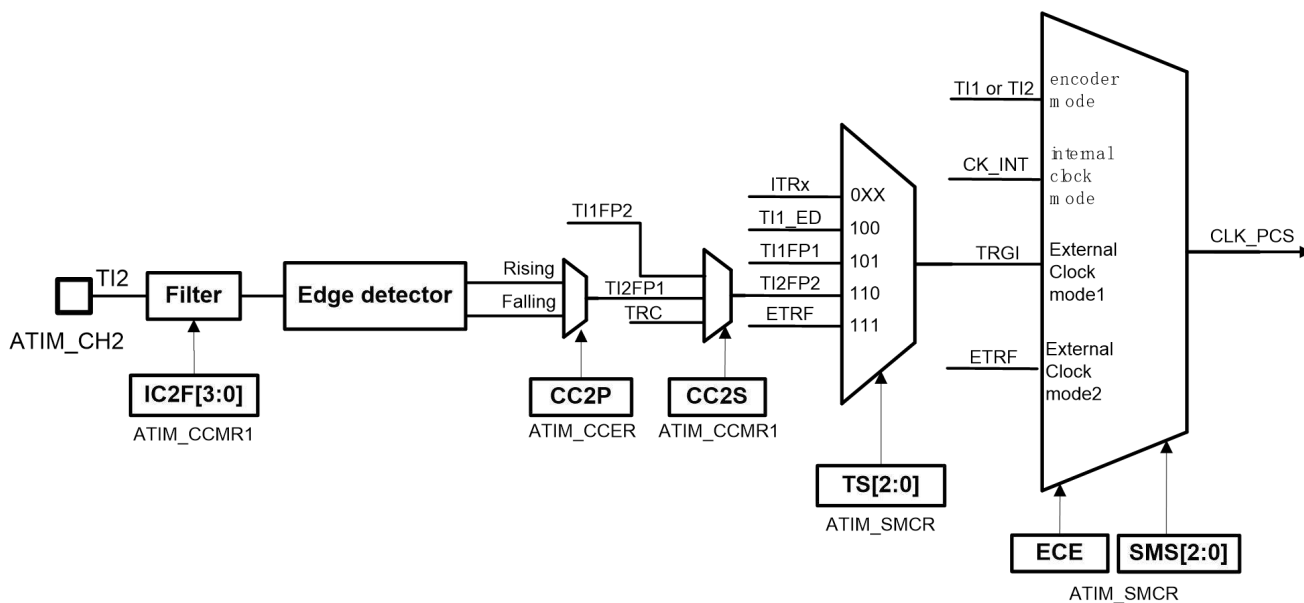 TI2
ATIM_CH2
Filter
IC2F[3:0]
ATIM_CCMR1
Edge detector
Rising
Falling
CC2P
ATIM_CCER
TI1FP2
TI2FP1
TRC
CC2S
ATIM_CCMR1
ITRx
TI1_ED
TI1FP1
TI2FP2
ETRF
0XX
100
101
110
111
TS[2:0]
ATIM_SMCR
TI1 or TI2
CK_INT
TRGI
ETRF
encoder
mode
internal
clock
mode
External
Clock
mode1
External
Clock
mode2
ECE
SMS[2:0]
ATIM_SMCR
CLK_PCS